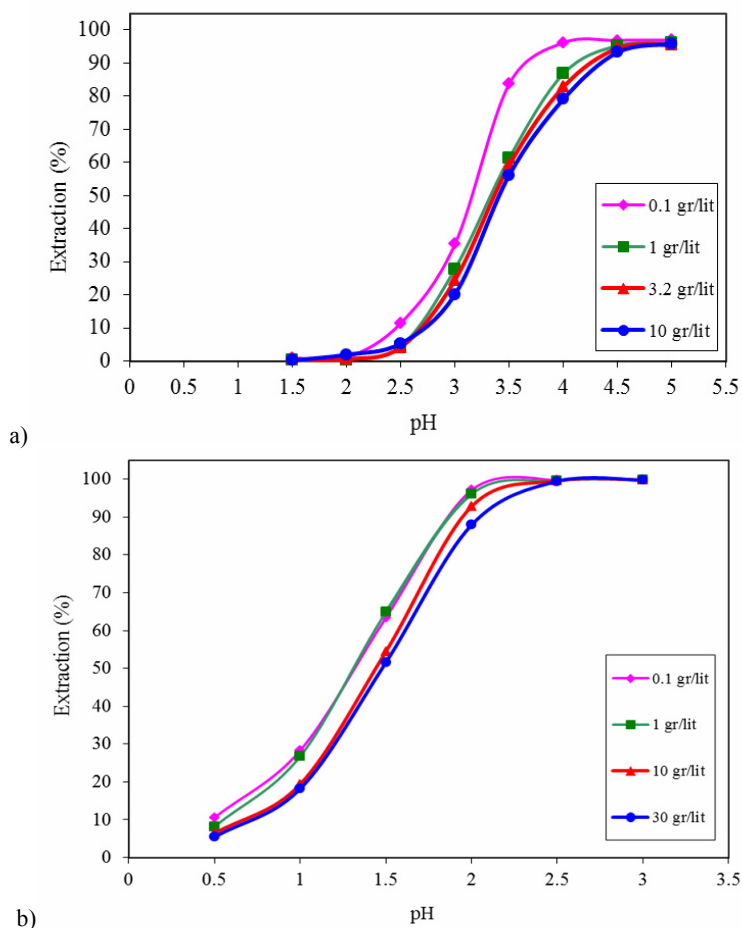 100
90
80
70
60
50
40
30
20
10
0
Extraction (%)
0 0.5 1 1.5 2 2.5 3 3.5 4 4.5 5 5.5
pH
0.1 gr/lit
1 gr/lit
3.2 gr/lit
10 gr/lit
a)
100
90
80
70
60
50
40
30
20
10
0
Extraction (%)
0 0.5 1 1.5 2 2.5 3 3.5
pH
0.1 gr/lit
1 gr/lit
10 gr/lit
30 gr/lit
b)